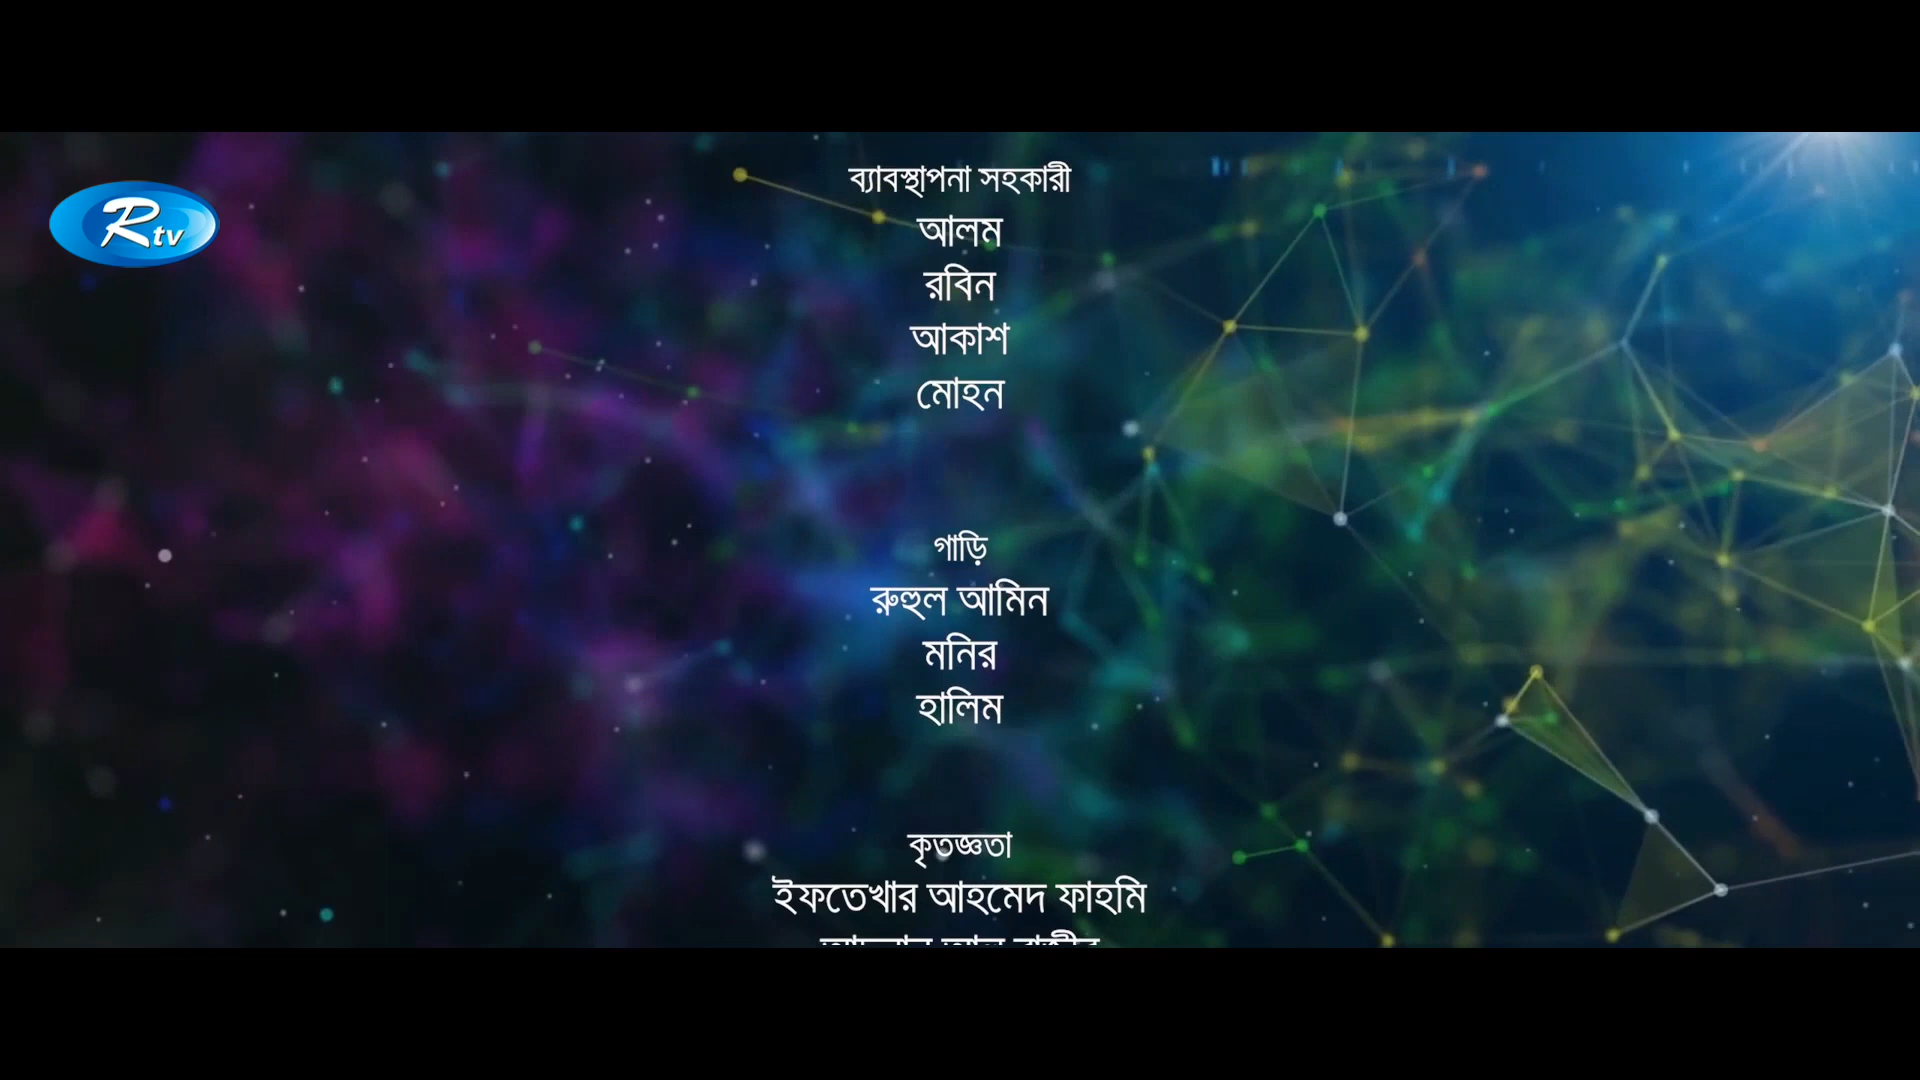 Rtv
ব্যাবস্থাপনা সহকারী
আলম
রবিন
আকাশ
মোহন
গাড়ি
রুহুল আমিন
মনির
হালিম
কৃতজ্ঞতা
ইফতেখার আহমেদ ফাহমি